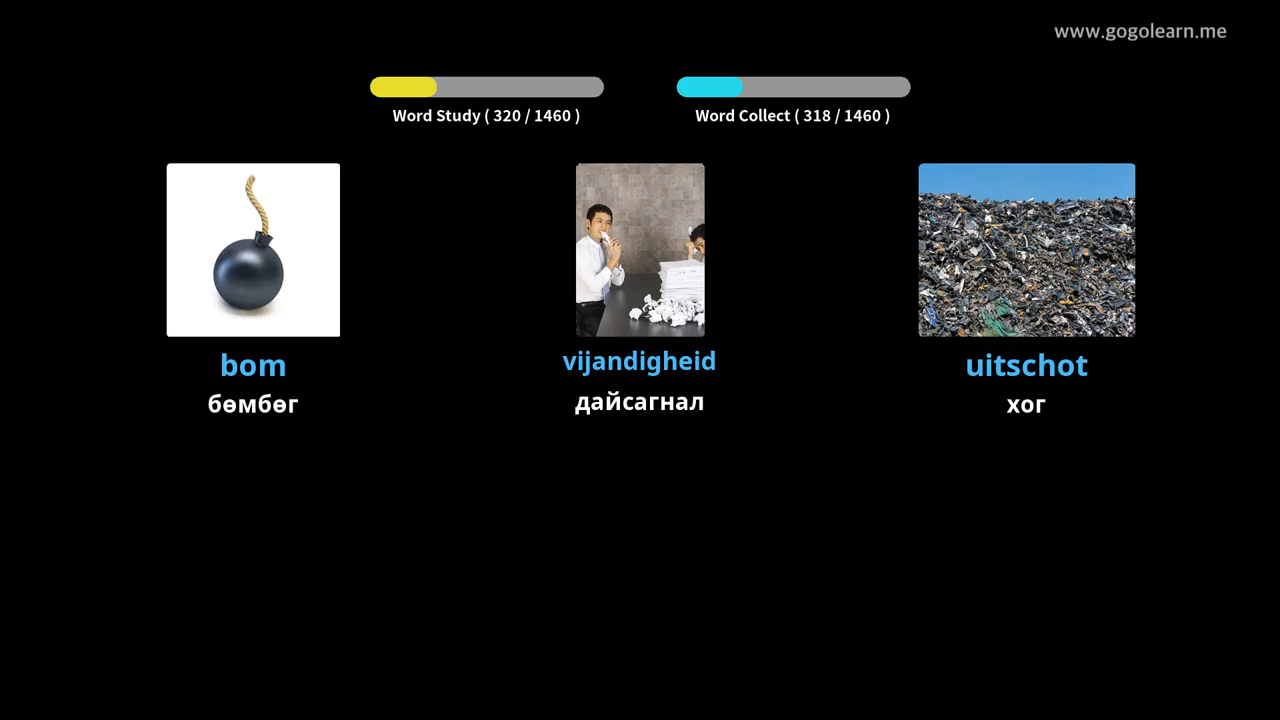 www.gogolearn.me
Word Study ( 320 / 1460 )
Word Collect ( 318 / 1460 )
bom
бөмбөг
vijandigheid
дайсагнал
uitschot
хог